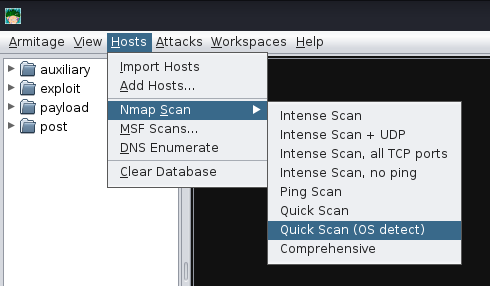 Armitage View Hosts Attacks Workspaces Help
auxiliary
exploit
payload
post
Import Hosts
Add Hosts...
Nmap Scan
MSF Scans...
DNS Enumerate
Clear Database
Intense Scan
Intense Scan + UDP
Intense Scan, all TCP ports
Intense Scan, no ping
Ping Scan
Quick Scan
Quick Scan (OS detect)
Comprehensive